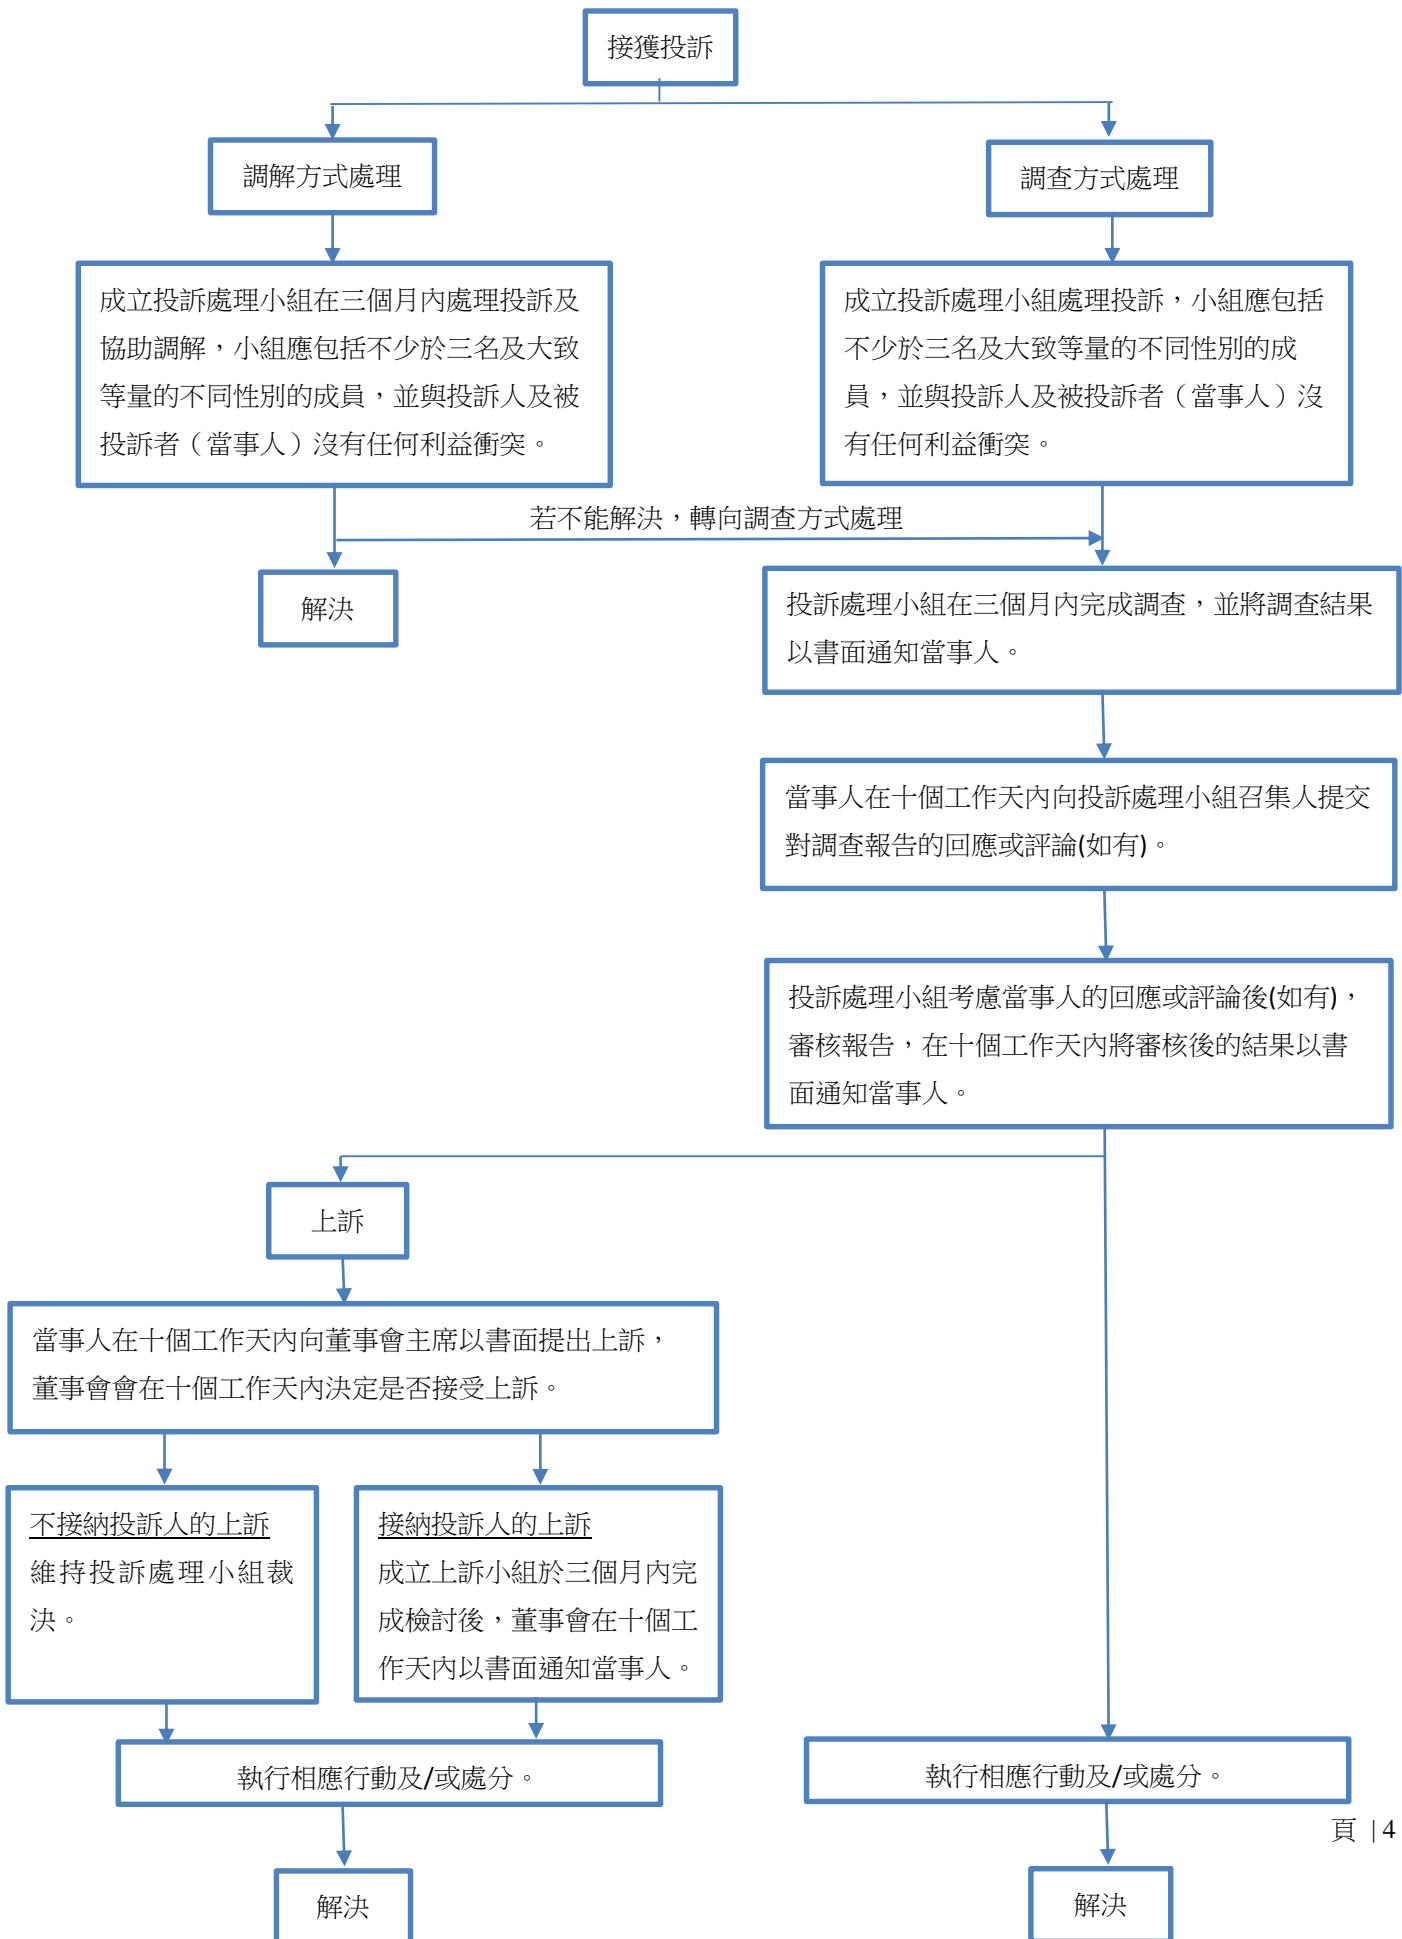 接獲投訴
調解方式處理
調查方式處理
成立投訴處理小組在三個月內處理投訴及
協助調解，小組應包括不少於三名及大致
等量的不同性別的成員，並與投訴人及被
投訴者（當事人）沒有任何利益衝突。
成立投訴處理小組處理投訴，小組應包括
不少於三名及大致等量的不同性別的成
員，並與投訴人及被投訴者（當事人）沒
有任何利益衝突。
若不能解決，轉向調查方式處理
解決
投訴處理小組在三個月內完成調查，並將調查結果
以書面通知當事人。
當事人在十個工作天內向投訴處理小組召集人提交
對調查報告的回應或評論(如有)。
投訴處理小組考慮當事人的回應或評論後(如有)，
審核報告，在十個工作天內將審核後的結果以書
面通知當事人。
上訴
當事人在十個工作天內向董事會主席以書面提出上訴，
董事會會在十個工作天內決定是否接受上訴。
不接納投訴人的上訴
維持投訴處理小組裁
決。
接納投訴人的上訴
成立上訴小組於三個月內完
成檢討後，董事會在十個工
作天內以書面通知當事人。
執行相應行動及/或處分。
執行相應行動及/或處分。
頁 | 4
解決
解決